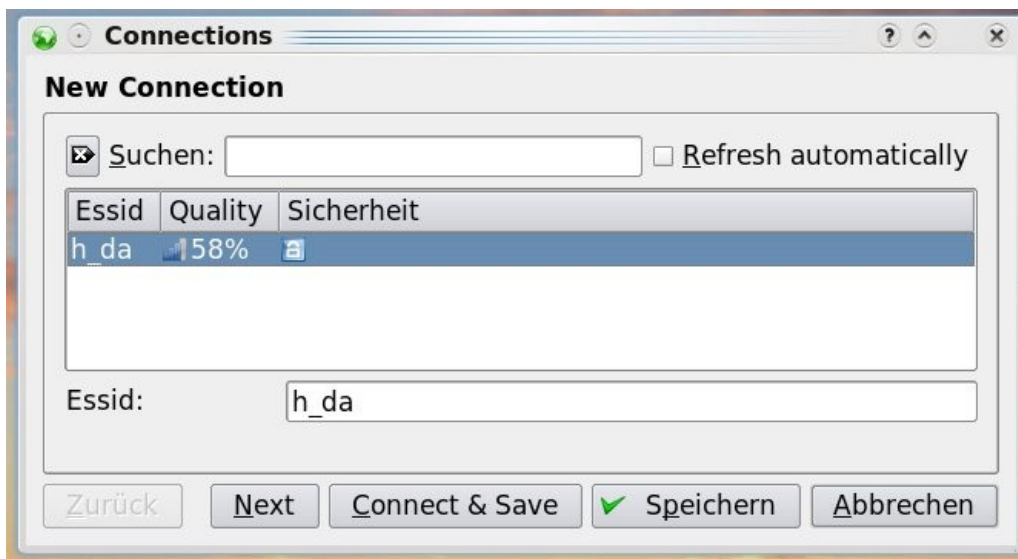 Connections
New Connection
Suchen: Refresh automatically
Essid Quality Sicherheit
h_da 58%
Essid: h_da
Zurück Next Connect & Save Speichern Abbrechen